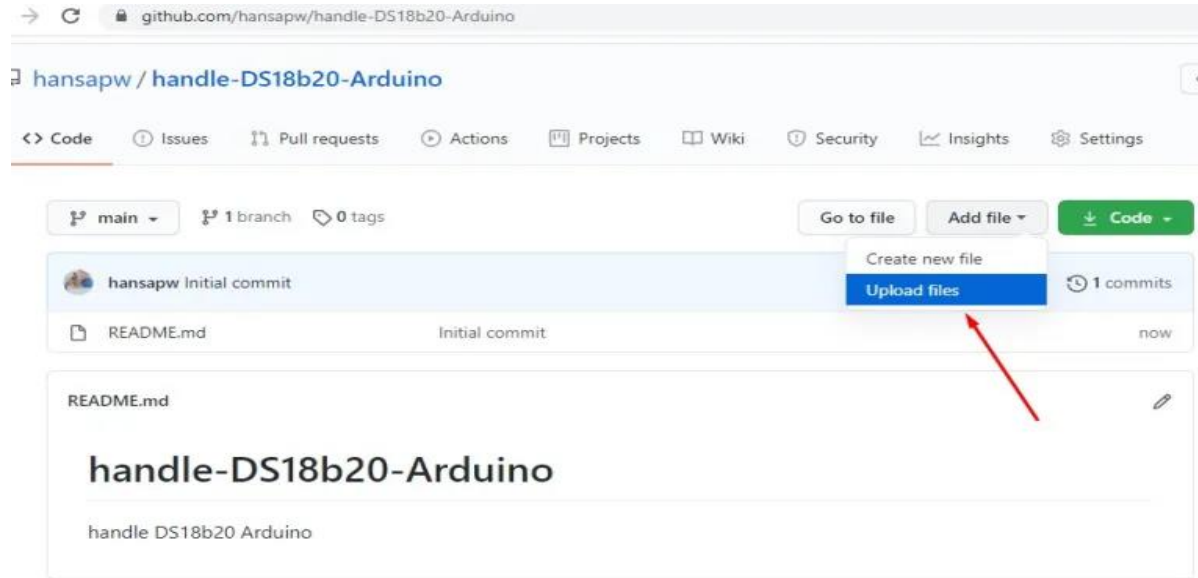 github.com/hansapw/handle-DS18b20-Arduino
hansapw / handle-DS18b20-Arduino
<> Code Issues Pull requests Actions Projects Wiki Security Insights Settings
main 1 branch 0 tags Go to file Add file Code
Create new file
hansapw Initial commit 1 commits
Upload files
README.md Initial commit now
README.md
handle-DS18b20-Arduino
handle DS18b20 Arduino